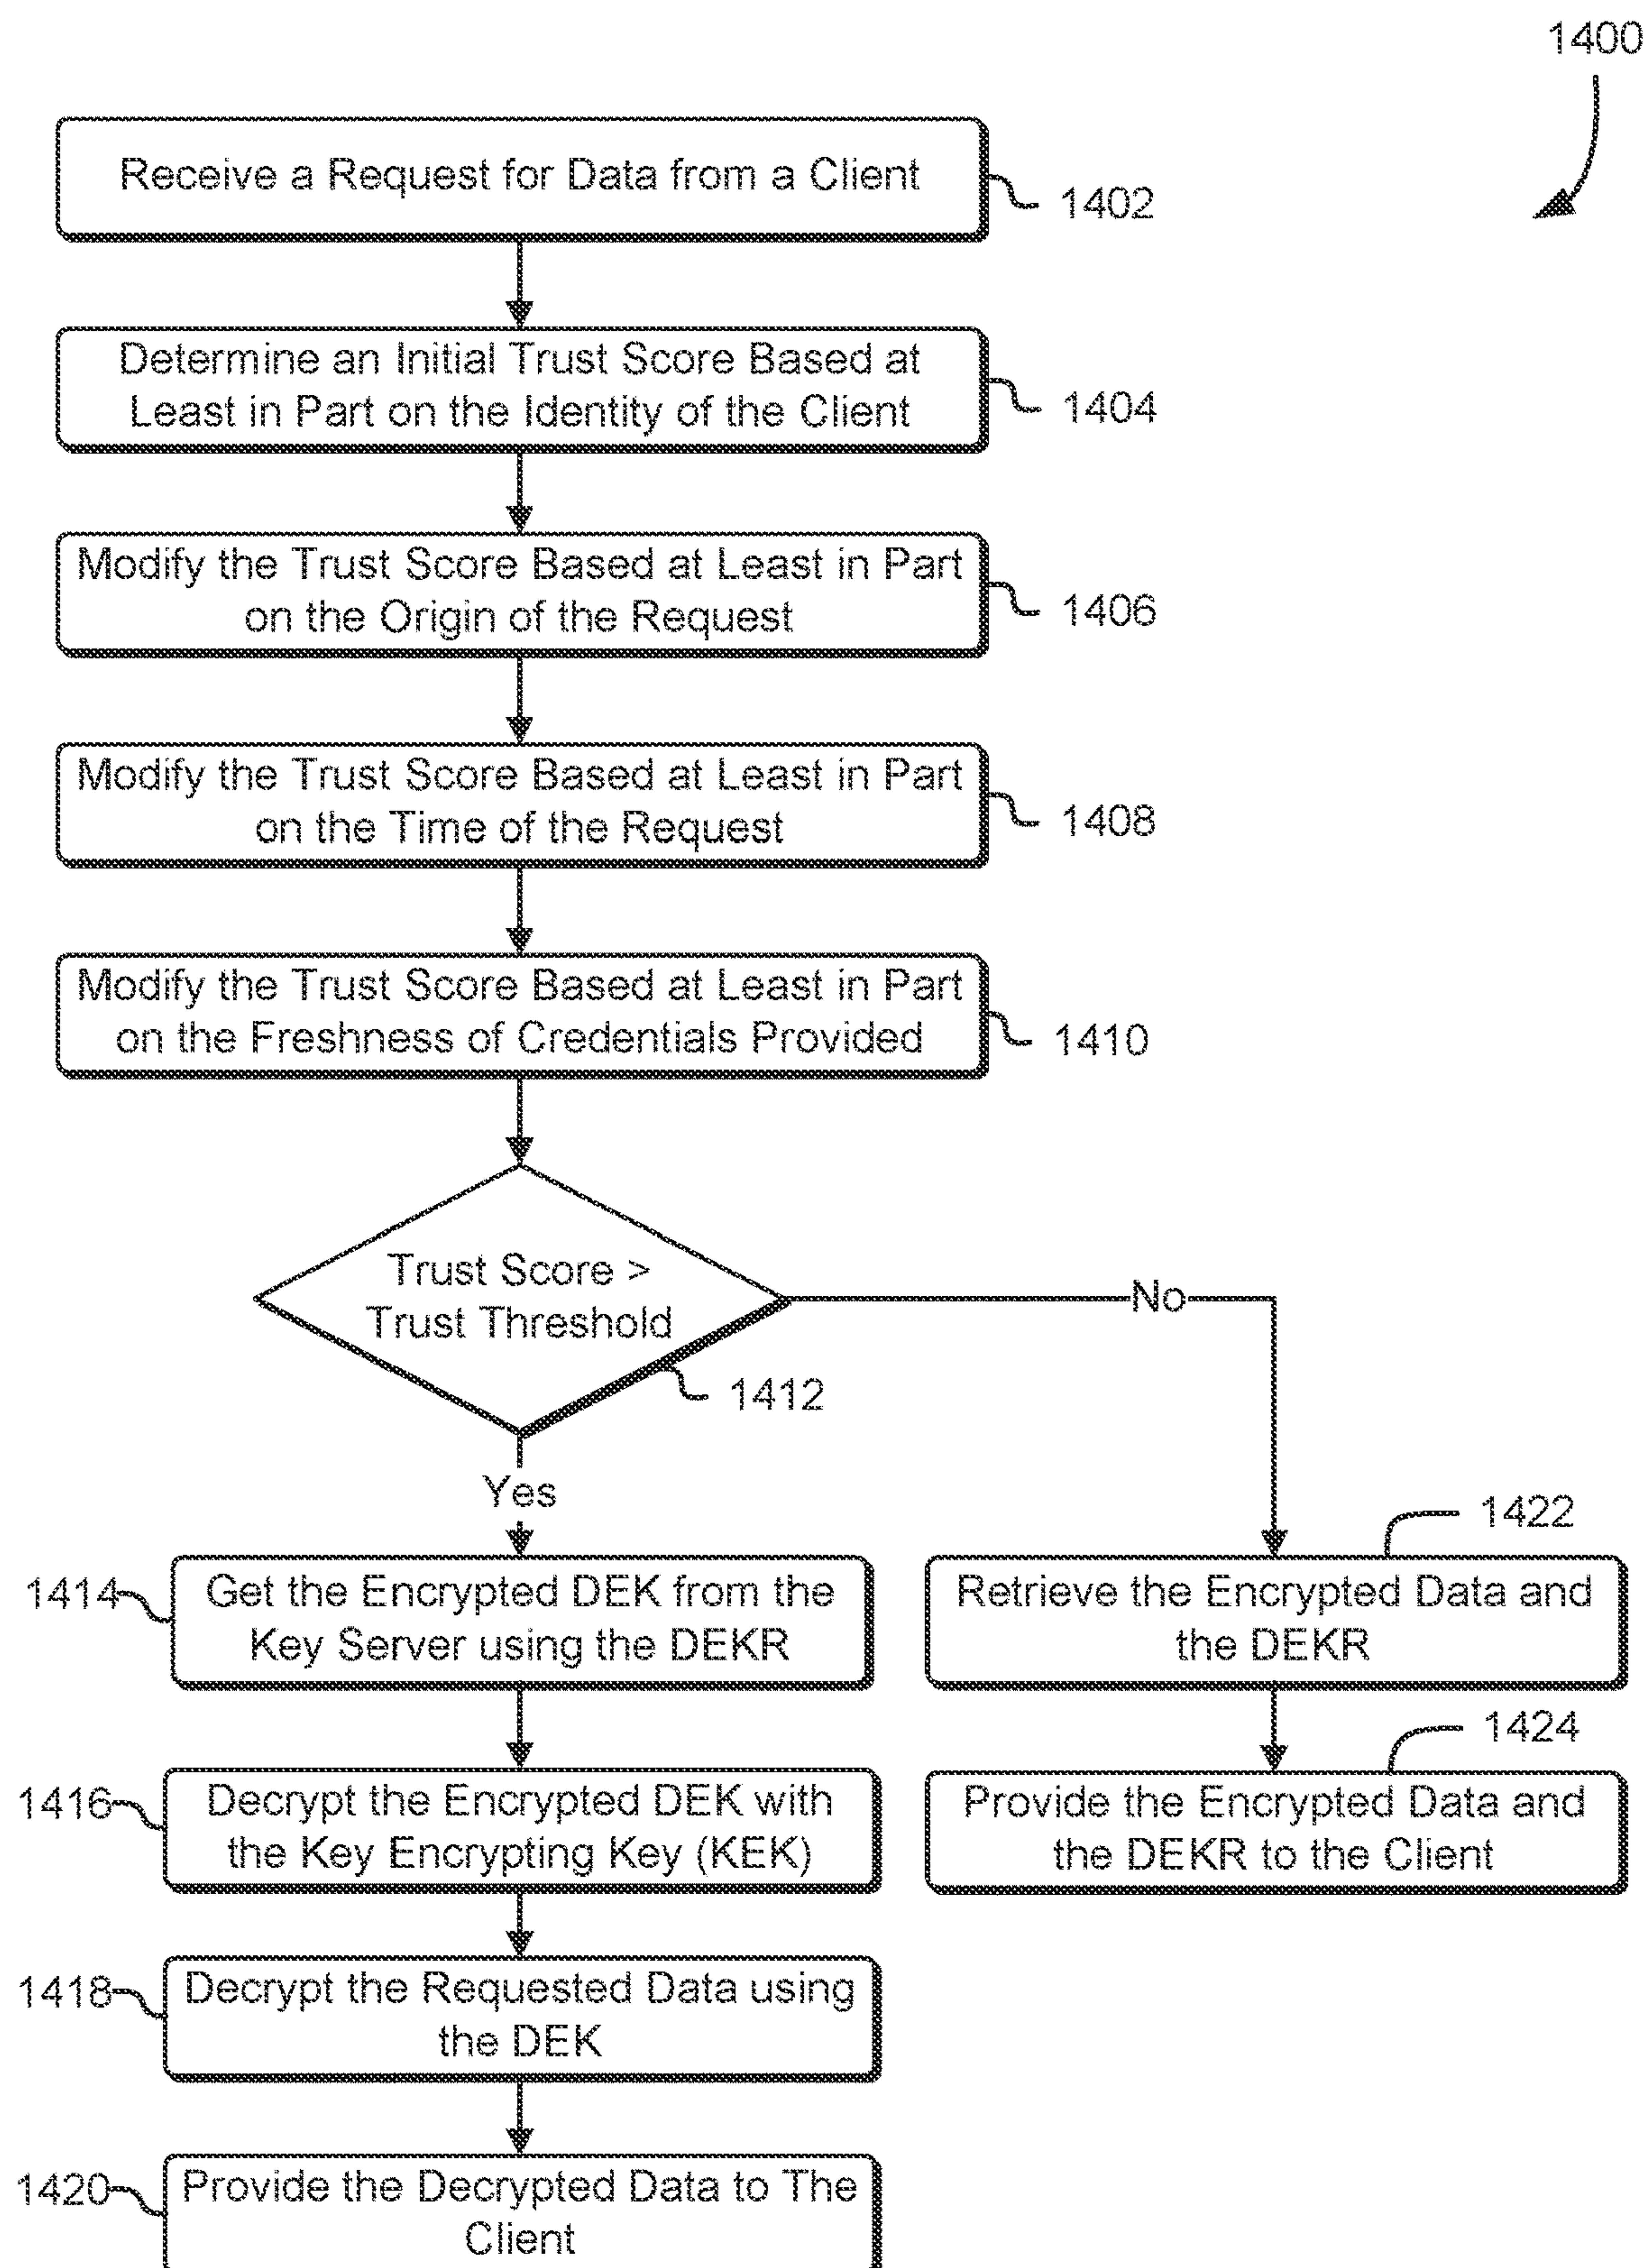 1400
Receive a Request for Data from a Client
1402
Determine an Initial Trust Score Based at
Least in Part on the Identity of the Client
1404
Modify the Trust Score Based at Least in Part
on the Origin of the Request
1406
Modify the Trust Score Based at Least in Part
on the Time of the Request
1408
Modify the Trust Score Based at Least in Part
on the Freshness of Credentials Provided
1410
Trust Score >
Trust Threshold
1412
No
Yes
1414
Get the Encrypted DEK from the
Key Server using the DEKR
1416
Decrypt the Encrypted DEK with
the Key Encrypting Key (KEK)
1418
Decrypt the Requested Data using
the DEK
1420
Provide the Decrypted Data to The
Client
1422
Retrieve the Encrypted Data and
the DEKR
1424
Provide the Encrypted Data and
the DEKR to the Client